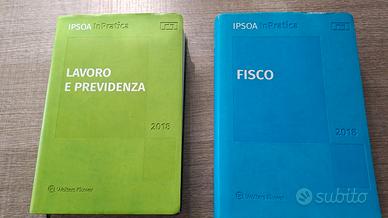 IPSOA InPratica
LAVORO
E PREVIDENZA
2018
Wolters Kluwer
IPSOA InPratica
FISCO
2018
Wolters Kluwer
subito